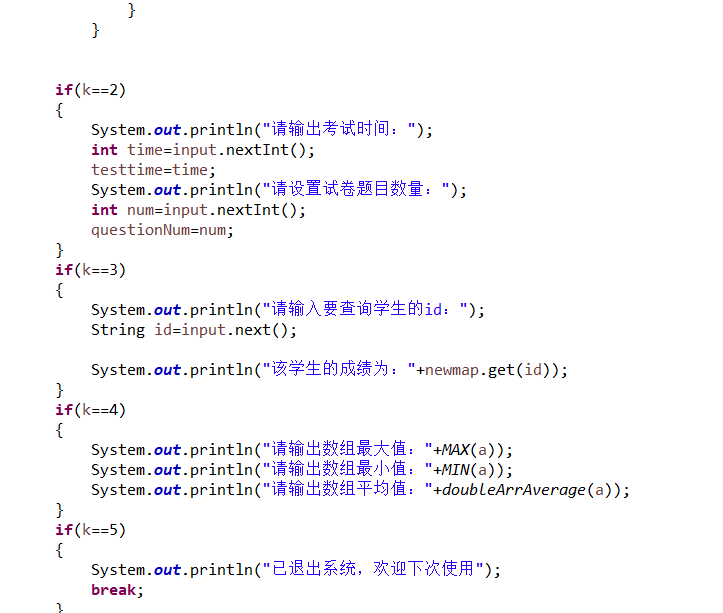 }
}
if(k==2)
{
System.out.println("请输出考试时间：");
int time=input.nextInt();
testtime=time;
System.out.println("请设置试卷题目数量：");
int num=input.nextInt();
questionNum=num;
}
if(k==3)
{
System.out.println("请输入要查询学生的id：");
String id=input.next();
System.out.println("该学生的成绩为："+newmap.get(id));
}
if(k==4)
{
System.out.println("请输出数组最大值："+MAX(a));
System.out.println("请输出数组最小值："+MIN(a));
System.out.println("请输出数组平均值："+doubleArrAverage(a));
}
if(k==5)
{
System.out.println("已退出系统，欢迎下次使用");
break;
}